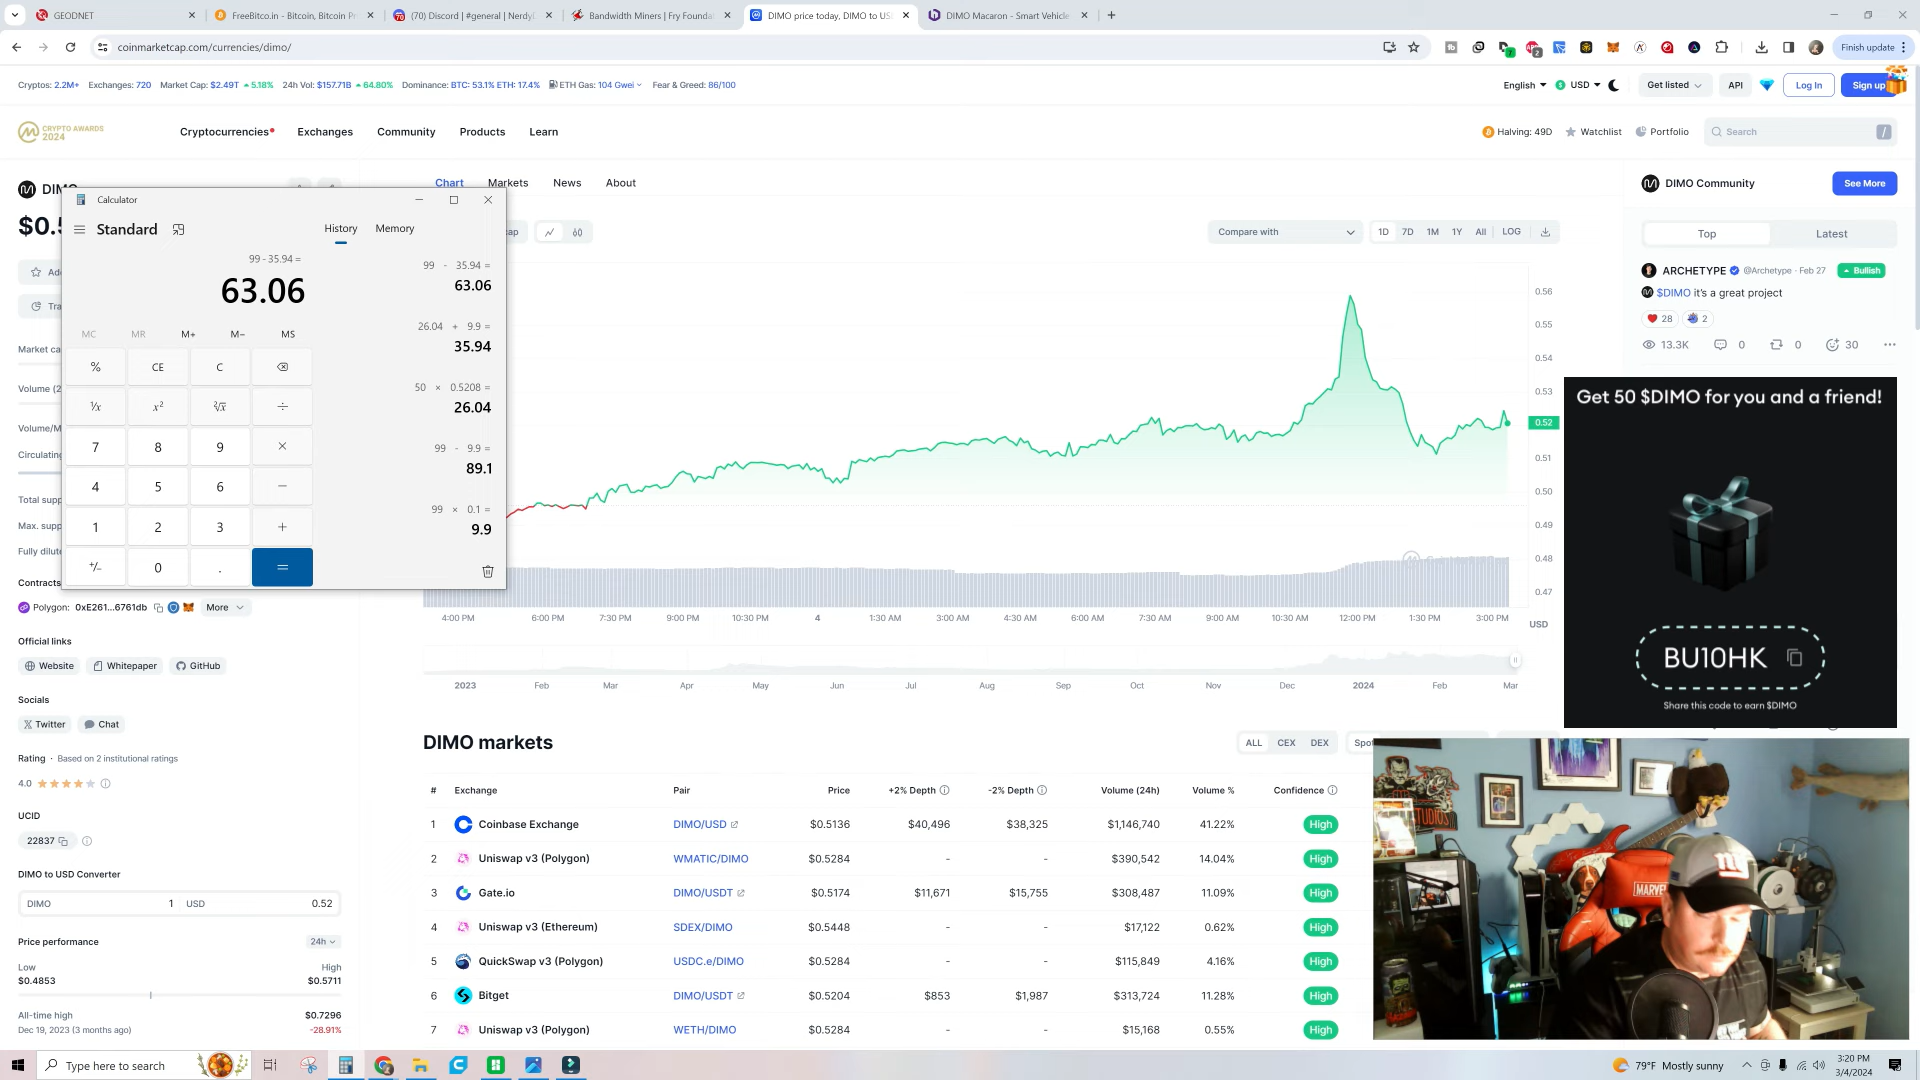 GEODNET
FreeBitco.in - Bitcoin, Bitcoin Pr
(70) Discord | #general | NerdyD
Bandwidth Miners | Fry Foundat
DIMO price today, DIMO to US
DIMO Macaron - Smart Vehicle
coinmarketcap.com/currencies/dimo/
Finish update
Cryptos: 2.2M+ Exchanges: 720 Market Cap: $2.49T 5.18% 24h Vol: $157.71B 64.80% Dominance: BTC: 53.1% ETH: 17.4% ETH Gas: 104 Gwei Fear & Greed: 86/100
English USD Get listed API Log In Sign up
CRYPTO AWARDS
2024
Cryptocurrencies Exchanges Community Products Learn
Halving: 49D Watchlist Portfolio Search /
Chart Markets News About
Compare with 1D 7D 1M 1Y All LOG
Calculator
Standard
History Memory
99 - 35.94 =
63.06
MC MR M+ M− MS
% CE C
¹/x x² ²√x ÷
7 8 9 ×
4 5 6 −
1 2 3 +
+/− 0 . =
99 - 35.94 =
63.06
26.04 + 9.9 =
35.94
50 × 0.5208 =
26.04
99 - 9.9 =
89.1
99 × 0.1 =
9.9
Contracts
Polygon: 0xE261...6761db More
Official links
Website Whitepaper GitHub
Socials
Twitter Chat
Rating · Based on 2 institutional ratings
4.0
UCID
22837
DIMO to USD Converter
DIMO 1 USD 0.52
Price performance 24h
Low High
$0.4853 $0.5711
All-time high $0.7296
Dec 19, 2023 (3 months ago) -28.91%
0.56
0.55
0.54
0.53
0.52
0.51
0.50
0.49
0.48
0.47
4:00 PM 6:00 PM 7:30 PM 9:00 PM 10:30 PM 4 1:30 AM 3:00 AM 4:30 AM 6:00 AM 7:30 AM 9:00 AM 10:30 AM 12:00 PM 1:30 PM 3:00 PM USD
2023 Feb Mar Apr May Jun Jul Aug Sep Oct Nov Dec 2024 Feb Mar
DIMO markets
ALL CEX DEX Spo
# Exchange Pair Price +2% Depth -2% Depth Volume (24h) Volume % Confidence
1 Coinbase Exchange DIMO/USD $0.5136 $40,496 $38,325 $1,146,740 41.22% High
2 Uniswap v3 (Polygon) WMATIC/DIMO $0.5284 - - $390,542 14.04% High
3 Gate.io DIMO/USDT $0.5174 $11,671 $15,755 $308,487 11.09% High
4 Uniswap v3 (Ethereum) SDEX/DIMO $0.5448 - - $17,122 0.62% High
5 QuickSwap v3 (Polygon) USDC.e/DIMO $0.5284 - - $115,849 4.16% High
6 Bitget DIMO/USDT $0.5204 $853 $1,987 $313,724 11.28% High
7 Uniswap v3 (Polygon) WETH/DIMO $0.5284 - - $15,168 0.55% High
DIMO Community See More
Top Latest
ARCHETYPE @Archetype · Feb 27 Bullish
$DIMO it's a great project
28 2
13.3K 0 0 30
Get 50 $DIMO for you and a friend!
BU10HK
Share this code to earn $DIMO
MARVEL
Type here to search
79°F Mostly sunny
3:20 PM
3/4/2024